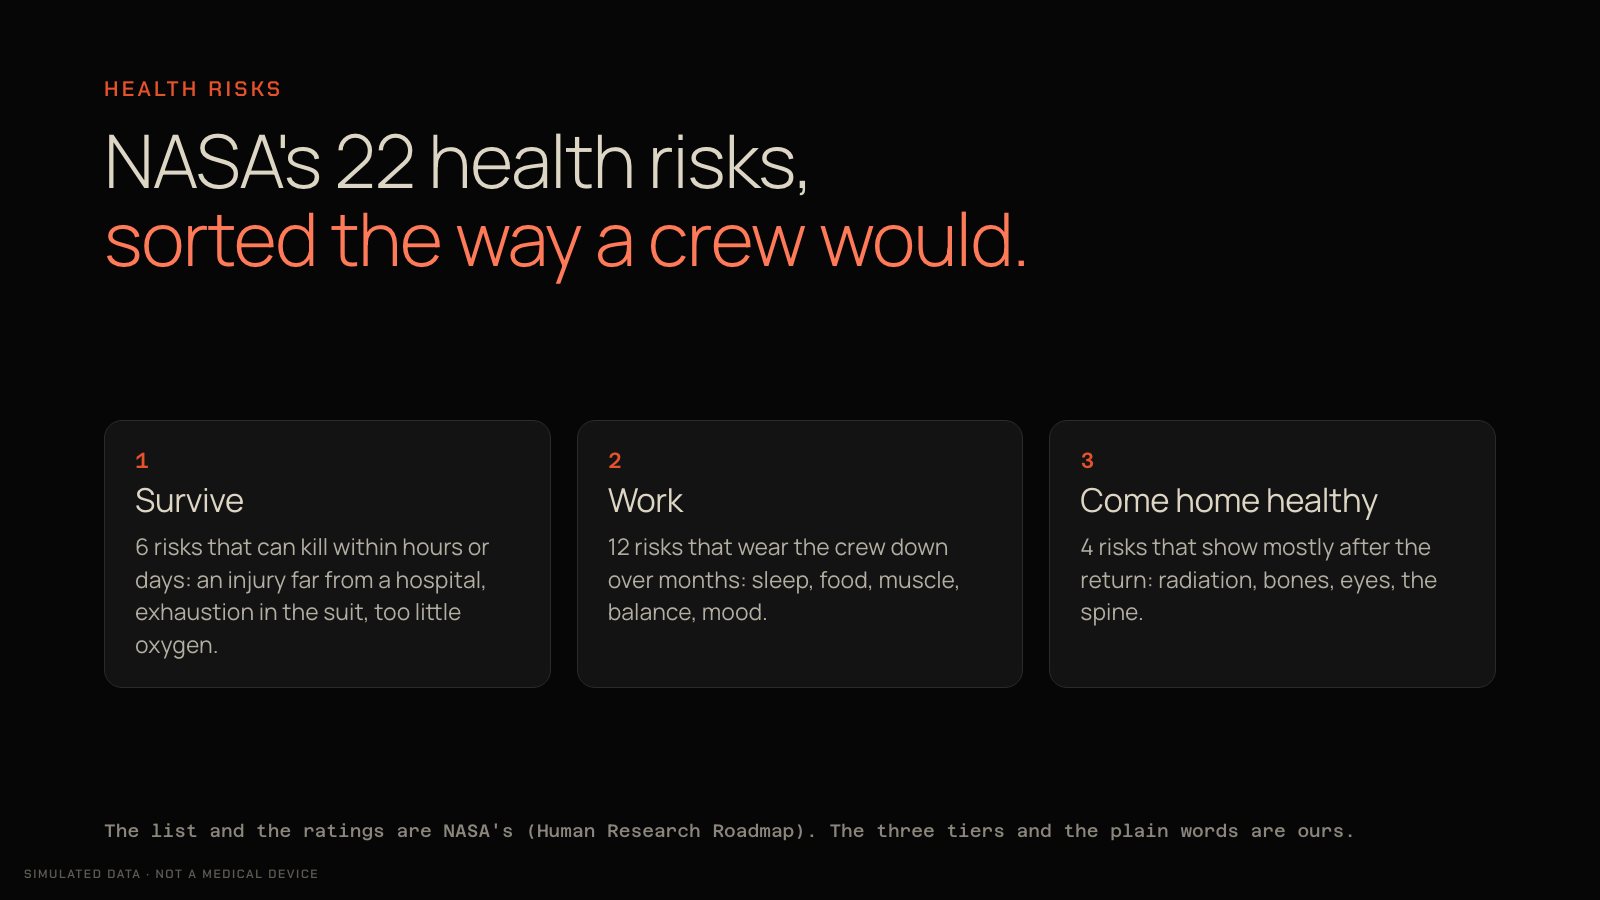 HEALTH RISKS
NASA's 22 health risks,
sorted the way a crew would.
1
Survive
6 risks that can kill within hours or
days: an injury far from a hospital,
exhaustion in the suit, too little
oxygen.
2
Work
12 risks that wear the crew down
over months: sleep, food, muscle,
balance, mood.
3
Come home healthy
4 risks that show mostly after the
return: radiation, bones, eyes, the
spine.
The list and the ratings are NASA's (Human Research Roadmap). The three tiers and the plain words are ours.
SIMULATED DATA · NOT A MEDICAL DEVICE